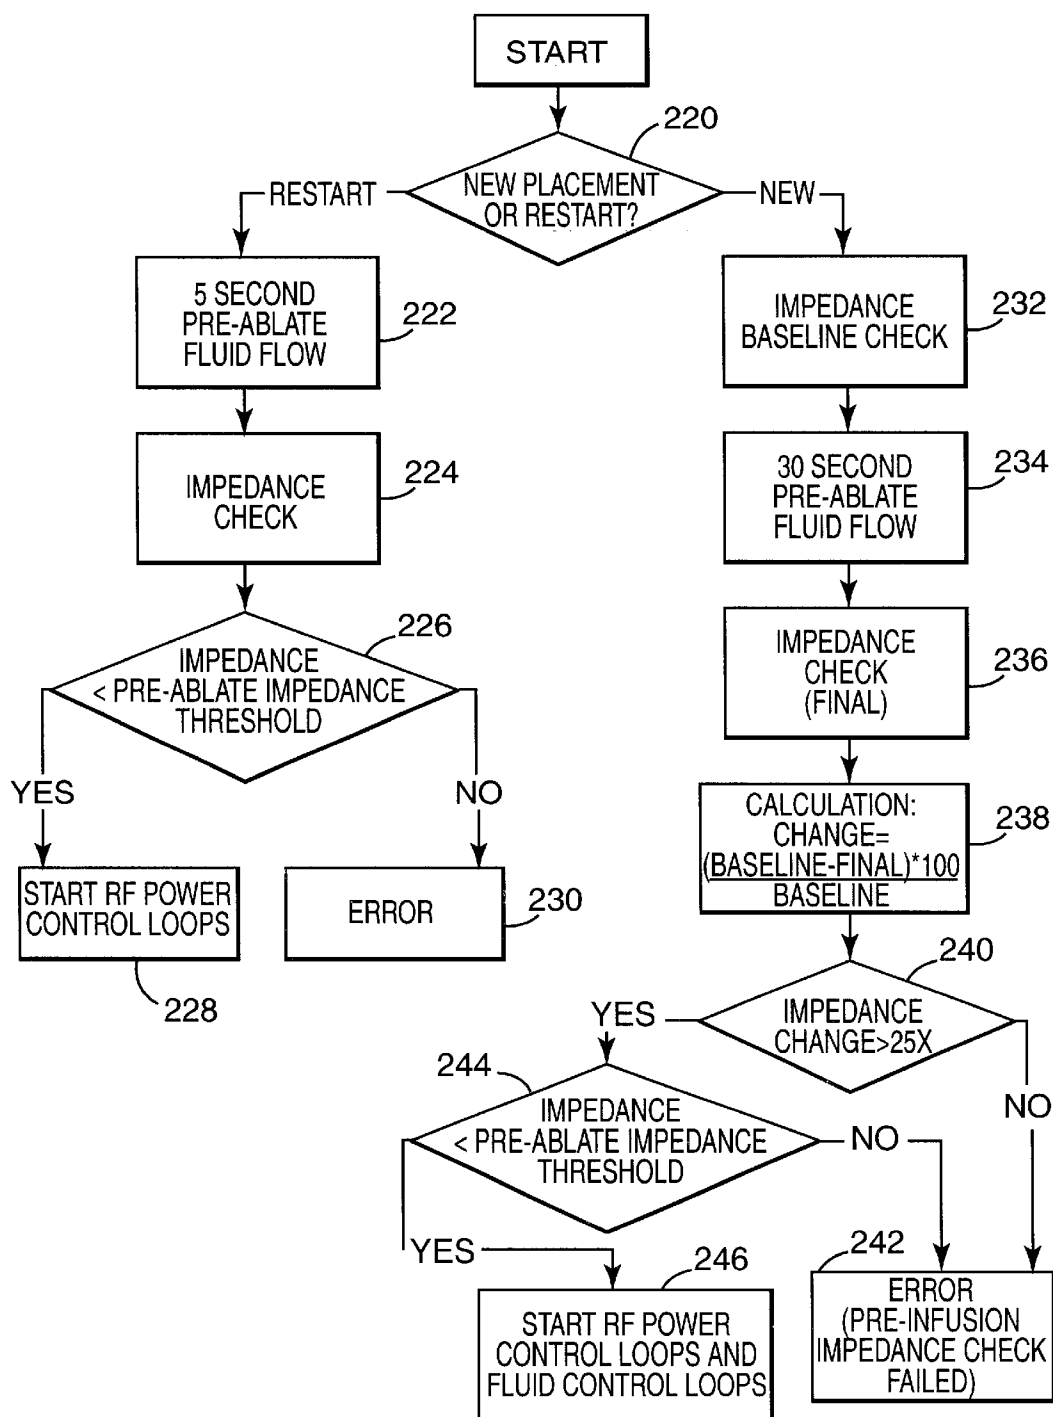 START
220
NEW PLACEMENT
OR RESTART?
RESTART
NEW
5 SECOND
PRE-ABLATE
FLUID FLOW
222
IMPEDANCE
CHECK
224
IMPEDANCE
< PRE-ABLATE IMPEDANCE
THRESHOLD
226
YES
NO
START RF POWER
CONTROL LOOPS
228
ERROR
230
IMPEDANCE
BASELINE CHECK
232
30 SECOND
PRE-ABLATE
FLUID FLOW
234
IMPEDANCE
CHECK
(FINAL)
236
CALCULATION:
CHANGE=
(BASELINE-FINAL)*100
BASELINE
238
240
IMPEDANCE
CHANGE>25X
YES
NO
244
IMPEDANCE
< PRE-ABLATE IMPEDANCE
THRESHOLD
NO
YES
246
START RF POWER
CONTROL LOOPS AND
FLUID CONTROL LOOPS
242
ERROR
(PRE-INFUSION
IMPEDANCE CHECK
FAILED)